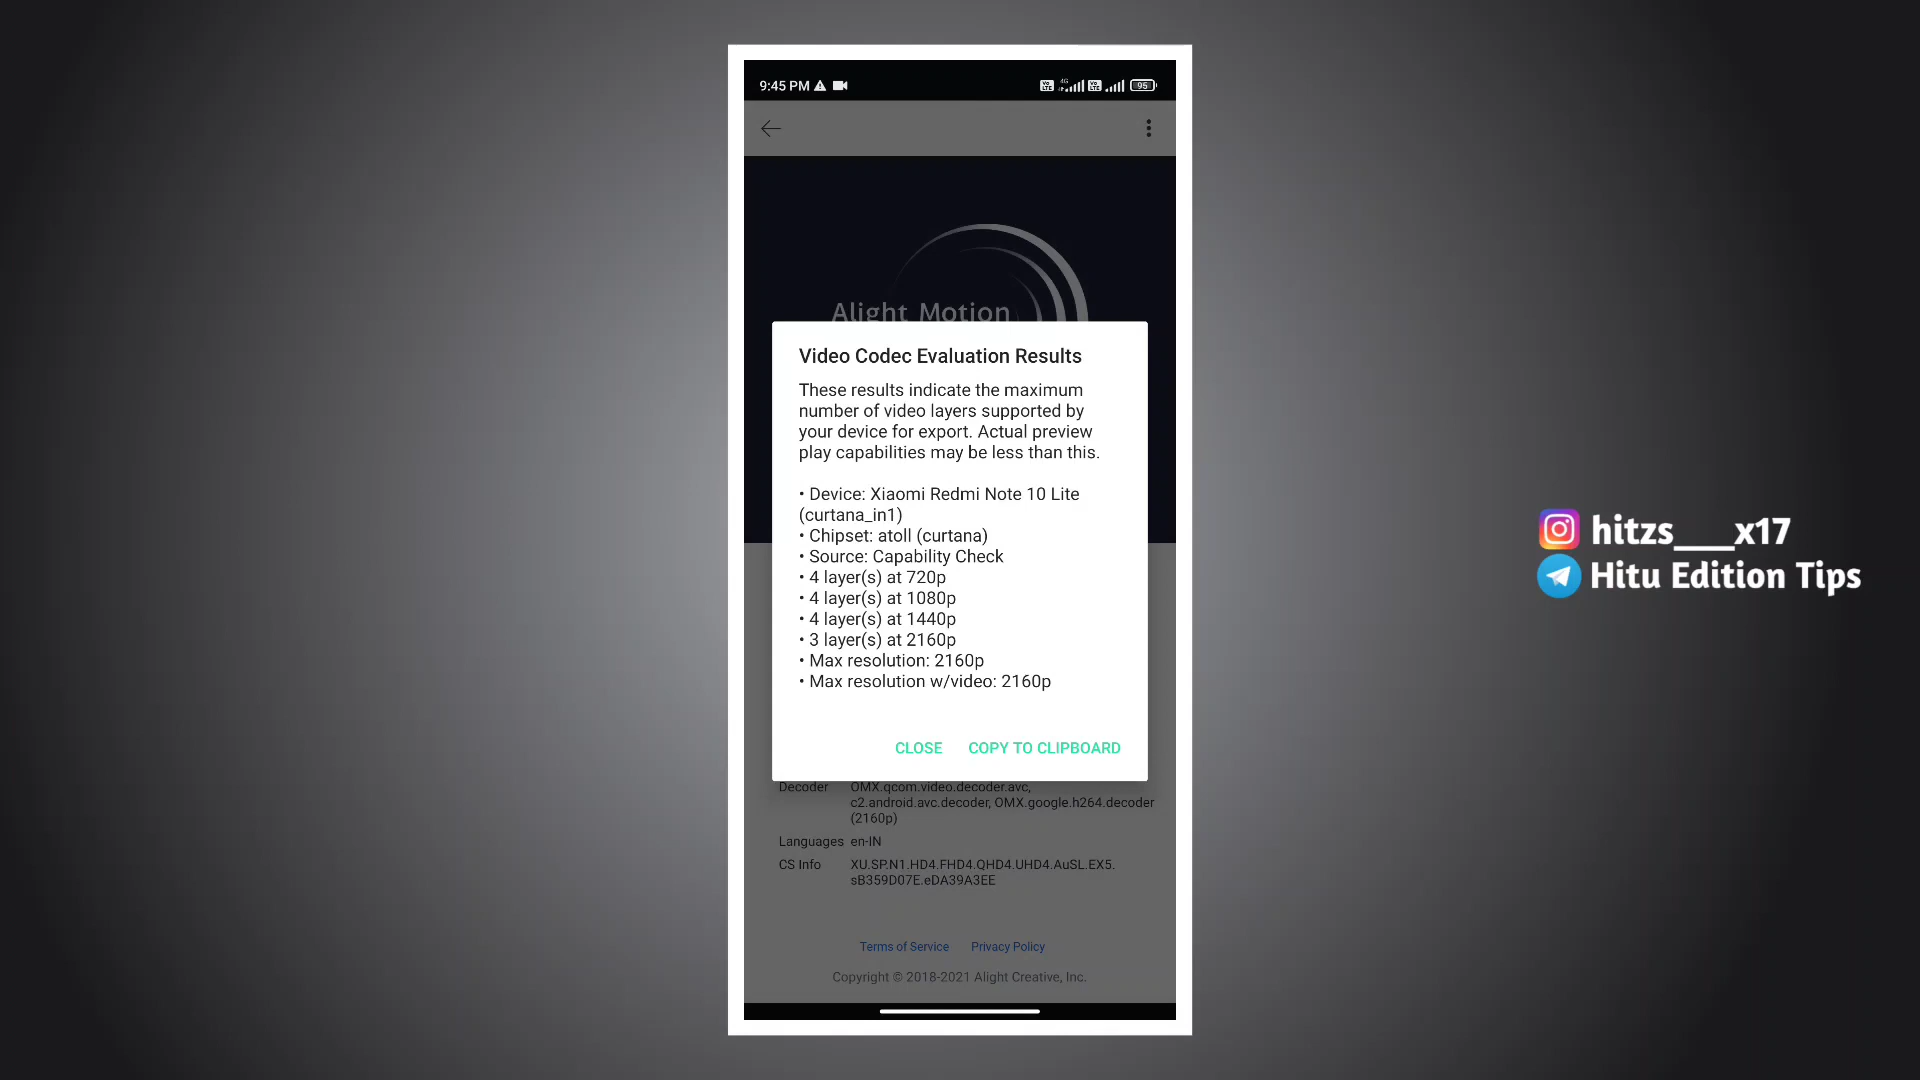 9:45 PM
4G
95
Alight Motion
Video Codec Evaluation Results
These results indicate the maximum
number of video layers supported by
your device for export. Actual preview
play capabilities may be less than this.
• Device: Xiaomi Redmi Note 10 Lite
(curtana_in1)
• Chipset: atoll (curtana)
• Source: Capability Check
• 4 layer(s) at 720p
• 4 layer(s) at 1080p
• 4 layer(s) at 1440p
• 3 layer(s) at 2160p
• Max resolution: 2160p
• Max resolution w/video: 2160p
CLOSE COPY TO CLIPBOARD
Decoder OMX.qcom.video.decoder.avc,
c2.android.avc.decoder, OMX.google.h264.decoder
(2160p)
Languages en-IN
CS Info XU.SP.N1.HD4.FHD4.QHD4.UHD4.AuSL.EX5.
sB359D07E.eDA39A3EE
Terms of Service Privacy Policy
Copyright © 2018-2021 Alight Creative, Inc.
hitzs____x17
Hitu Edition Tips